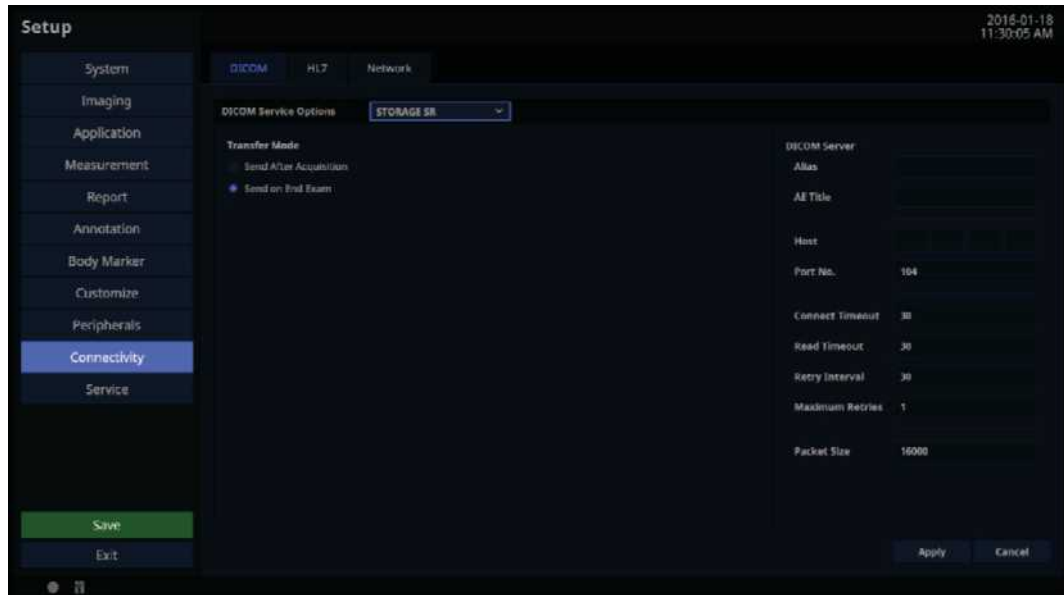 Setup
2016-01-18
11:30:05 AM
System
Imaging
Application
Measurement
Report
Annotation
Body Marker
Customize
Peripherals
Connectivity
Service
Save
Exit
DICOM HL7 Network
DICOM Service Options STORAGE SR
Transfer Mode
Send After Acquisition
Send on End Exam
DICOM Server
Alias
AE Title
Host
Port No. 104
Connect Timeout 30
Read Timeout 30
Retry Interval 30
Maximum Retries 1
Packet Size 16000
Apply Cancel